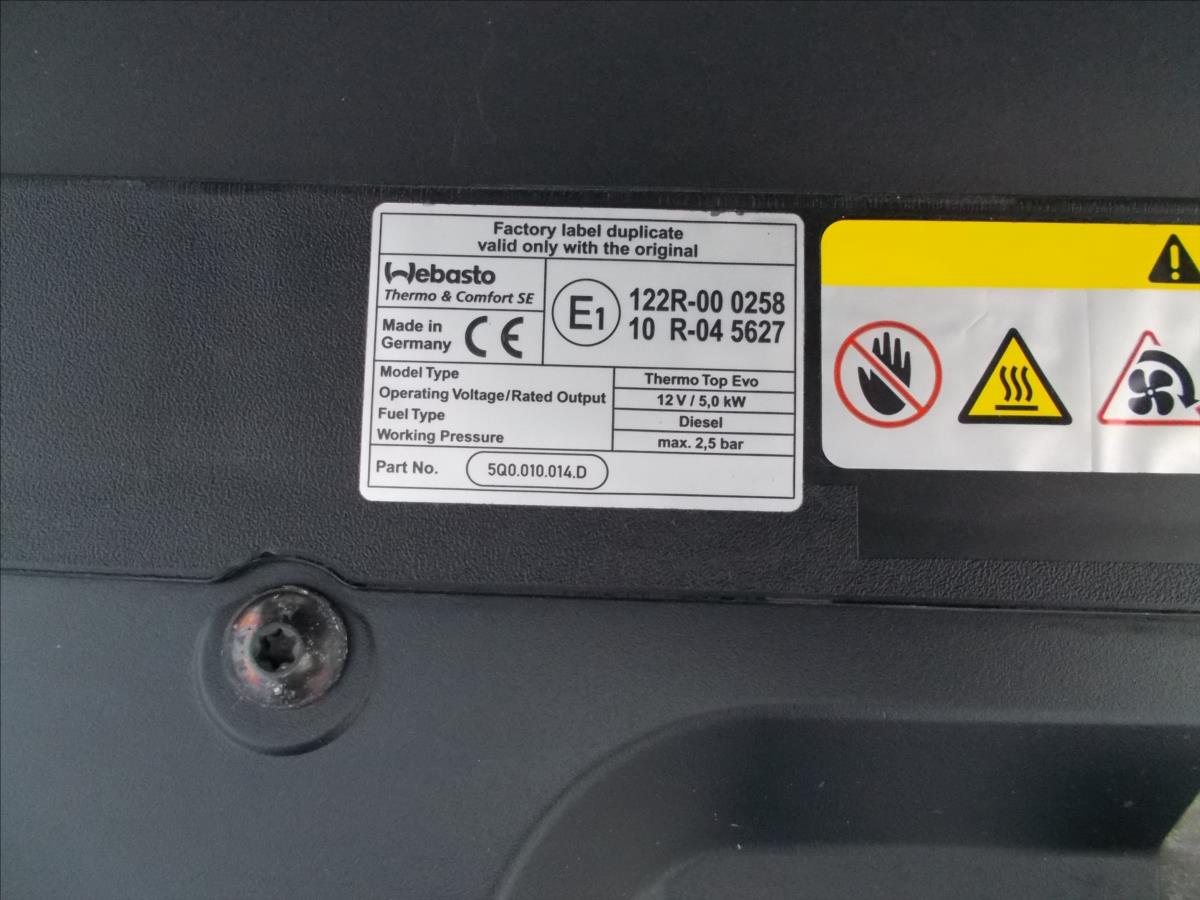 Factory label duplicate
valid only with the original
Webasto
Thermo & Comfort SE
Made in
Germany
CE
E1
122R-00 0258
10 R-04 5627
Model Type Thermo Top Evo
Operating Voltage/Rated Output 12 V / 5,0 kW
Fuel Type Diesel
Working Pressure max. 2,5 bar
Part No. 5Q0.010.014.D